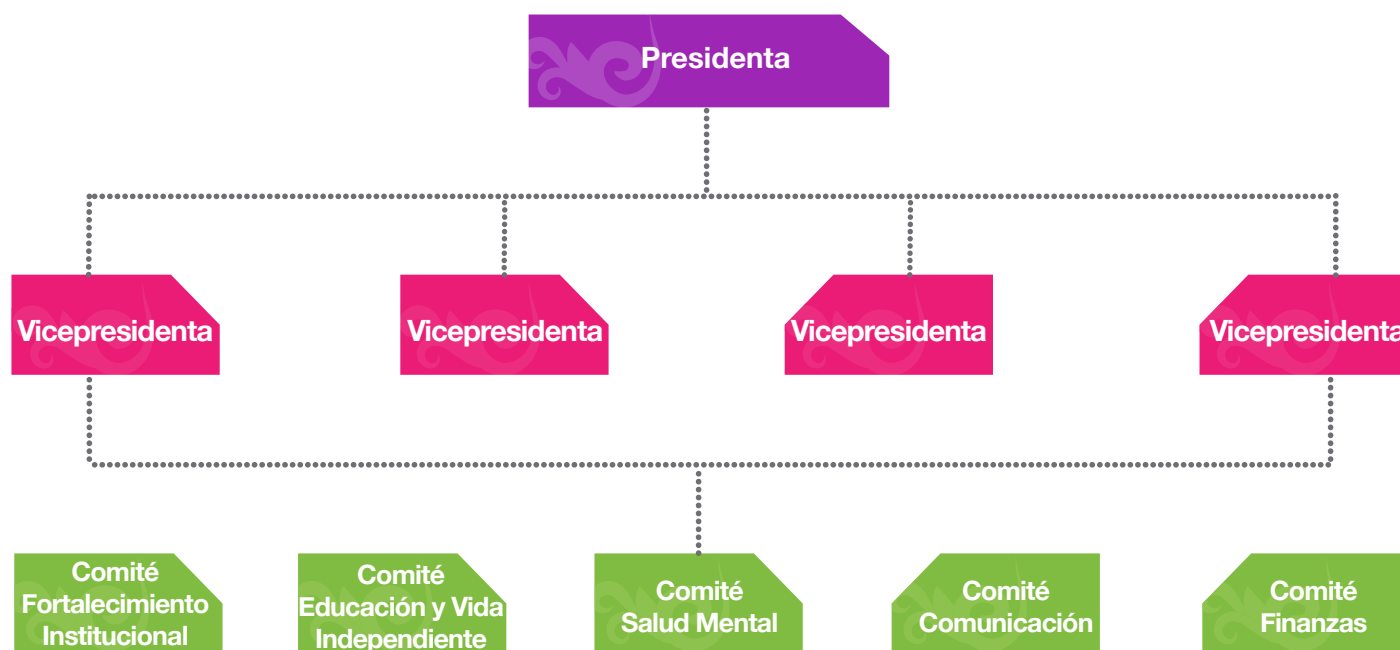 Presidenta
Vicepresidenta
Vicepresidenta
Vicepresidenta
Vicepresidenta
Comité
Fortalecimiento
Institucional
Comité
Educación y Vida
Independiente
Comité
Salud Mental
Comité
Comunicación
Comité
Finanzas